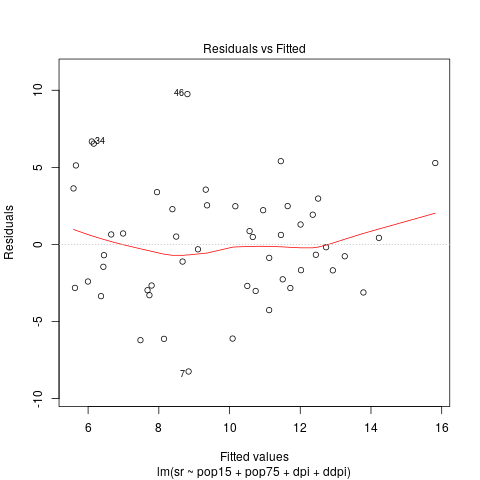 Residuals vs Fitted
10
5
0
-5
-10
46
34
7
6 8 10 12 14 16
Residuals
Fitted values
lm(sr ~ pop15 + pop75 + dpi + ddpi)